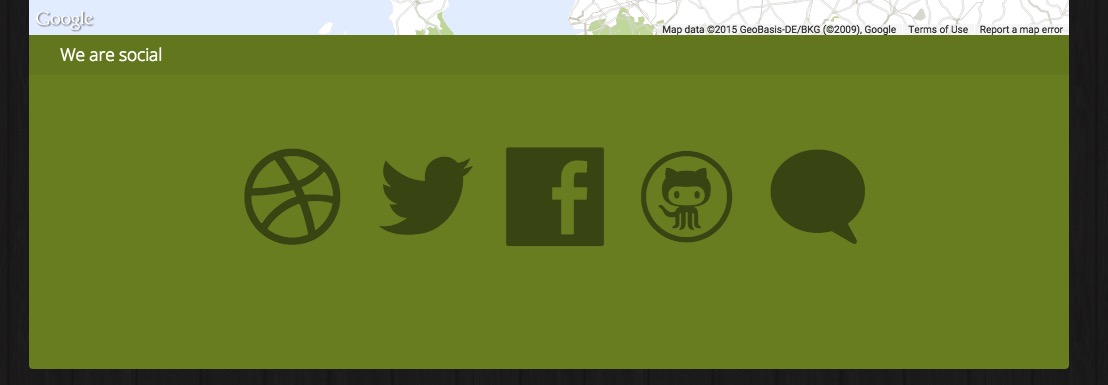 Google
Map data ©2015 GeoBasis-DE/BKG (©2009), Google Terms of Use Report a map error
We are social
f